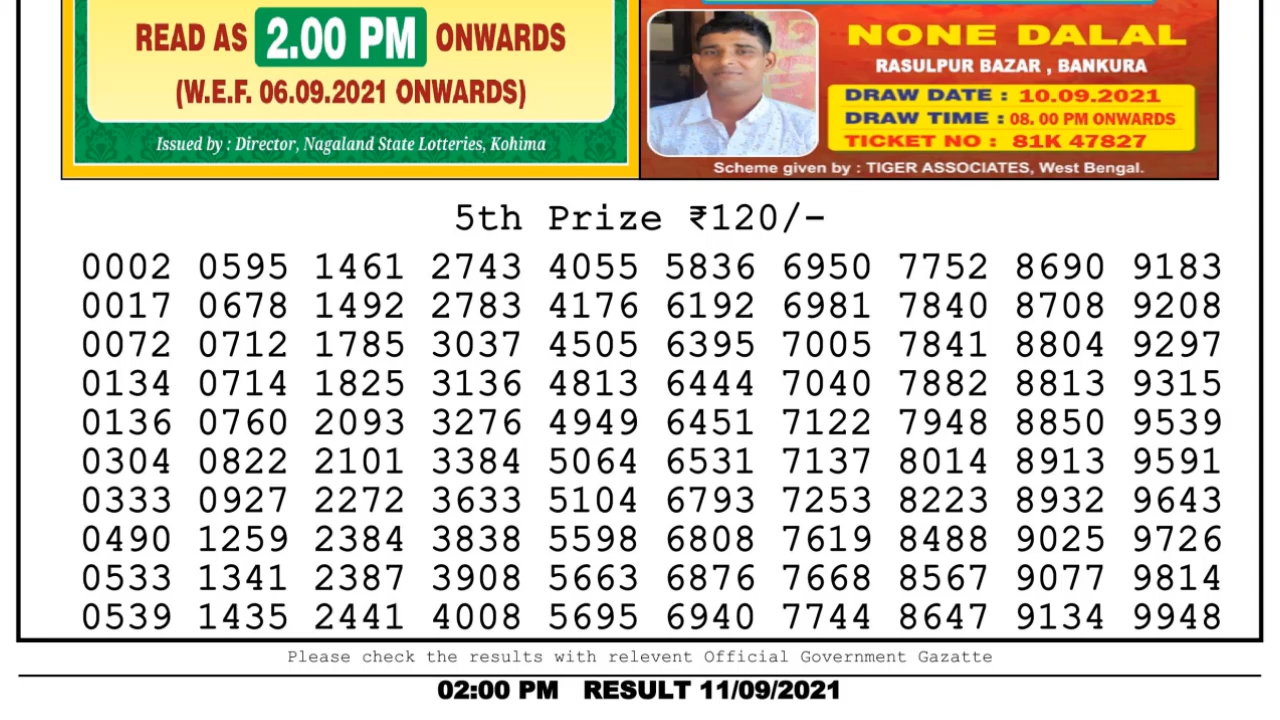 READ AS 2.00 PM ONWARDS
(W.E.F. 06.09.2021 ONWARDS)
Issued by : Director, Nagaland State Lotteries, Kohima
NONE DALAL
RASULPUR BAZAR , BANKURA
DRAW DATE : 10.09.2021
DRAW TIME : 08. 00 PM ONWARDS
TICKET NO : 81K 47827
Scheme given by : TIGER ASSOCIATES, West Bengal.
5th Prize ₹120/-
0002 0595 1461 2743 4055 5836 6950 7752 8690 9183
0017 0678 1492 2783 4176 6192 6981 7840 8708 9208
0072 0712 1785 3037 4505 6395 7005 7841 8804 9297
0134 0714 1825 3136 4813 6444 7040 7882 8813 9315
0136 0760 2093 3276 4949 6451 7122 7948 8850 9539
0304 0822 2101 3384 5064 6531 7137 8014 8913 9591
0333 0927 2272 3633 5104 6793 7253 8223 8932 9643
0490 1259 2384 3838 5598 6808 7619 8488 9025 9726
0533 1341 2387 3908 5663 6876 7668 8567 9077 9814
0539 1435 2441 4008 5695 6940 7744 8647 9134 9948
Please check the results with relevent Official Government Gazatte
02:00 PM RESULT 11/09/2021